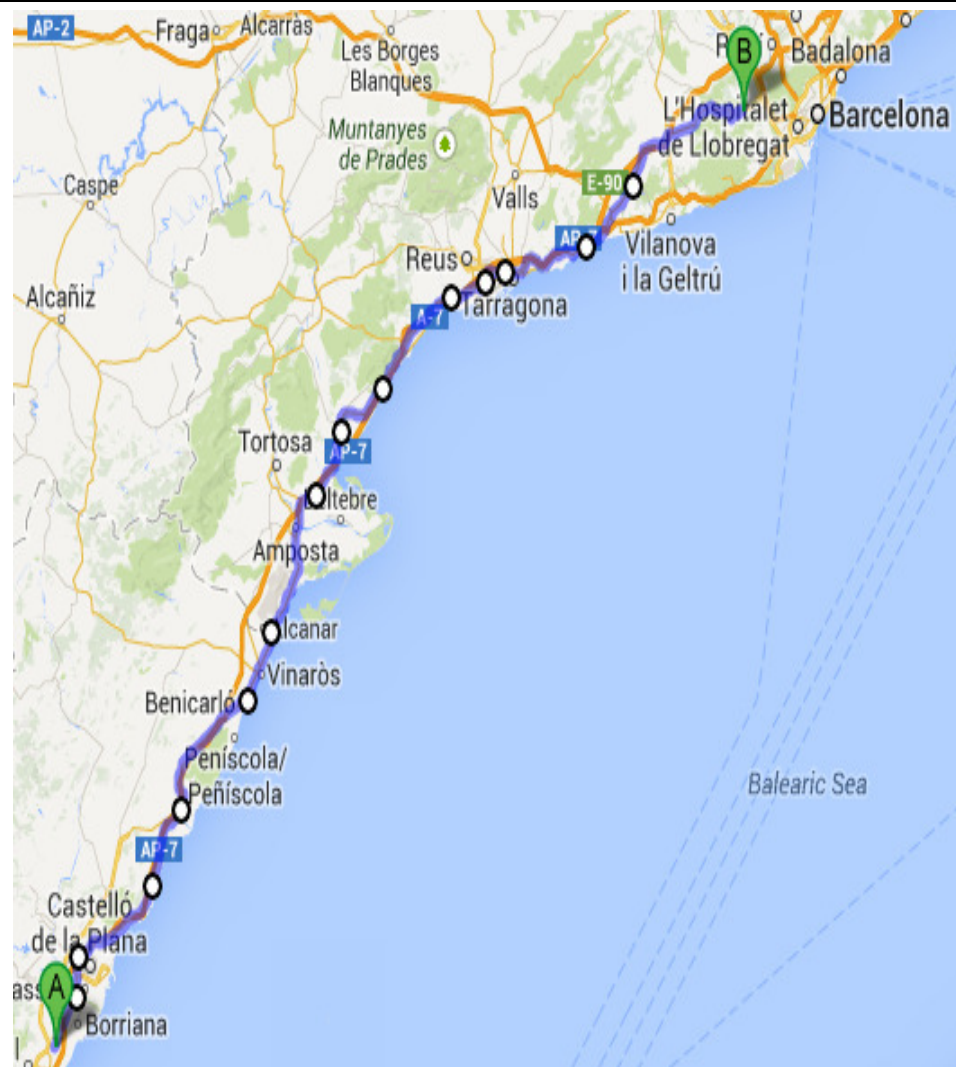 AP-2
Fraga
Alcarràs
Les Borges
Blanques
Badalona
B
L'Hospitalet
de Llobregat
Barcelona
Muntanyes
de Prades
Caspe
E-90
Valls
Vilanova
i la Geltrú
Reus
Alcañiz
Tarragona
A-7
Tortosa
AP-7
Amposta
Vinaròs
Benicarló
Peníscola/
Peñíscola
Balearic Sea
AP-7
Castelló
de la Plana
A
Borriana